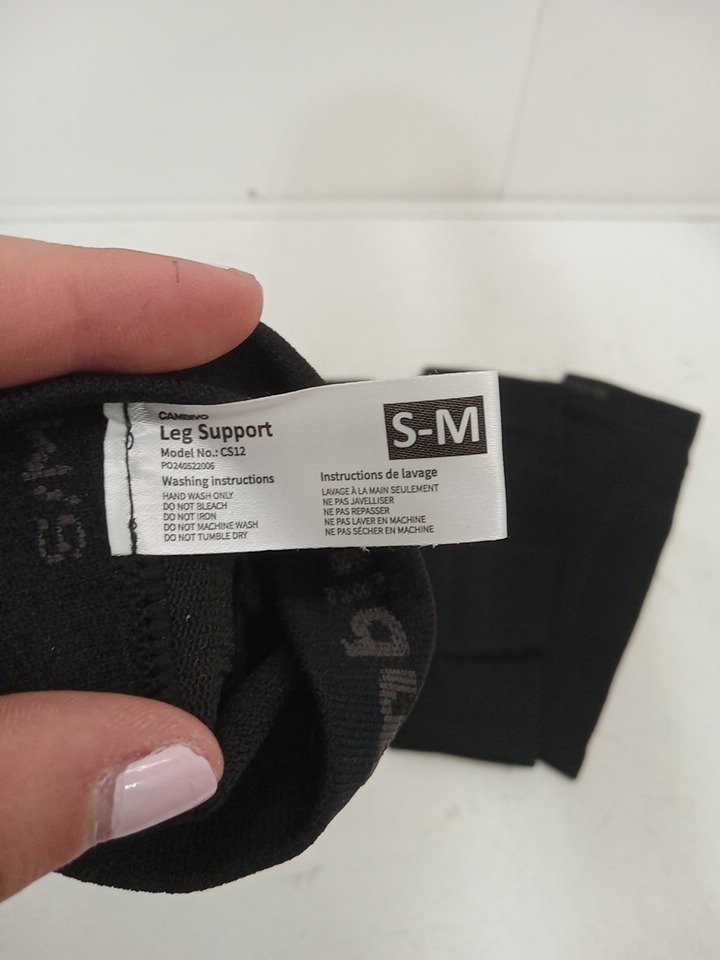 CAMBIVO
Leg Support
S-M
Model No.: CS12
PO240522006
Washing instructions
HAND WASH ONLY
DO NOT BLEACH
DO NOT IRON
DO NOT MACHINE WASH
DO NOT TUMBLE DRY
Instructions de lavage
LAVAGE À LA MAIN SEULEMENT
NE PAS JAVELLISER
NE PAS REPASSER
NE PAS LAVER EN MACHINE
NE PAS SÉCHER EN MACHINE